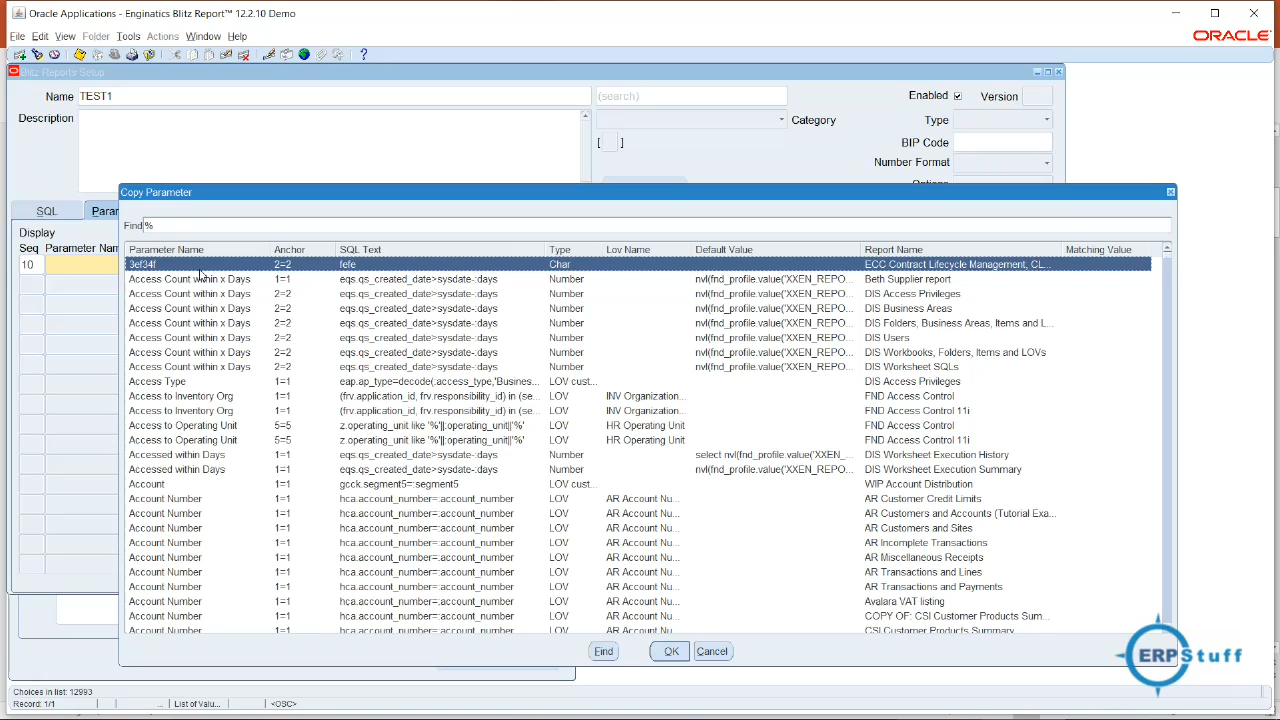 Oracle Applications - Enginatics Blitz Report™ 12.2.10 Demo
File Edit View Folder Tools Actions Window Help
ORACLE
Blitz Reports Setup
Name TEST1 (search) Enabled Version
Description Category Type
[ ] BIP Code
Number Format
Copy Parameter
SQL
Find %
Display
Seq
Parameter Name Anchor SQL Text Type Lov Name Default Value Report Name Matching Value
10 3ef34f 2=2 fefe Char ECC Contract Lifecycle Management, CL...
Access Count within x Days 1=1 eqs.qs_created_date>sysdate-:days Number nvl(fnd_profile.value('XXEN_REPO... Beth Supplier report
Access Count within x Days 2=2 eqs.qs_created_date>sysdate-:days Number nvl(fnd_profile.value('XXEN_REPO... DIS Access Privileges
Access Count within x Days 2=2 eqs.qs_created_date>sysdate-:days Number nvl(fnd_profile.value('XXEN_REPO... DIS Business Areas
Access Count within x Days 2=2 eqs.qs_created_date>sysdate-:days Number nvl(fnd_profile.value('XXEN_REPO... DIS Folders, Business Areas, Items and L...
Access Count within x Days 2=2 eqs.qs_created_date>sysdate-:days Number nvl(fnd_profile.value('XXEN_REPO... DIS Users
Access Count within x Days 2=2 eqs.qs_created_date>sysdate-:days Number nvl(fnd_profile.value('XXEN_REPO... DIS Workbooks, Folders, Items and LOVs
Access Count within x Days 2=2 eqs.qs_created_date>sysdate-:days Number nvl(fnd_profile.value('XXEN_REPO... DIS Worksheet SQLs
Access Type 1=1 eap.ap_type=decode(:access_type,'Busines... LOV cust... DIS Access Privileges
Access to Inventory Org 1=1 (frv.application_id, frv.responsibility_id) in (se... LOV INV Organization... FND Access Control
Access to Inventory Org 1=1 (frv.application_id, frv.responsibility_id) in (se... LOV INV Organization... FND Access Control 11i
Access to Operating Unit 5=5 z.operating_unit like '%'||:operating_unit||'%' LOV HR Operating Unit FND Access Control
Access to Operating Unit 5=5 z.operating_unit like '%'||:operating_unit||'%' LOV HR Operating Unit FND Access Control 11i
Accessed within Days 1=1 eqs.qs_created_date>sysdate-:days Number select nvl(fnd_profile.value('XXEN_... DIS Worksheet Execution History
Accessed within Days 1=1 eqs.qs_created_date>sysdate-:days Number nvl(fnd_profile.value('XXEN_REPO... DIS Worksheet Execution Summary
Account 1=1 gcck.segment5=:segment5 LOV cust... WIP Account Distribution
Account Number 1=1 hca.account_number=:account_number LOV AR Account Nu... AR Customer Credit Limits
Account Number 1=1 hca.account_number=:account_number LOV AR Account Nu... AR Customers and Accounts (Tutorial Exa...
Account Number 1=1 hca.account_number=:account_number LOV AR Account Nu... AR Customers and Sites
Account Number 1=1 hca.account_number=:account_number LOV AR Account Nu... AR Incomplete Transactions
Account Number 1=1 hca.account_number=:account_number LOV AR Account Nu... AR Miscellaneous Receipts
Account Number 1=1 hca.account_number=:account_number LOV AR Account Nu... AR Transactions and Lines
Account Number 1=1 hca.account_number=:account_number LOV AR Account Nu... AR Transactions and Payments
Account Number 1=1 hca.account_number=:account_number LOV AR Account Nu... Avalara VAT listing
Account Number 1=1 hca.account_number=:account_number LOV AR Account Nu... COPY OF: CSI Customer Products Sum...
Account Number 1=1 hca.account_number=:account_number LOV AR Account Nu... CSI Customer Products Summary
Find OK Cancel
ERPStuff
Choices in list: 12993
Record: 1/1 ... List of Valu... <OSC>